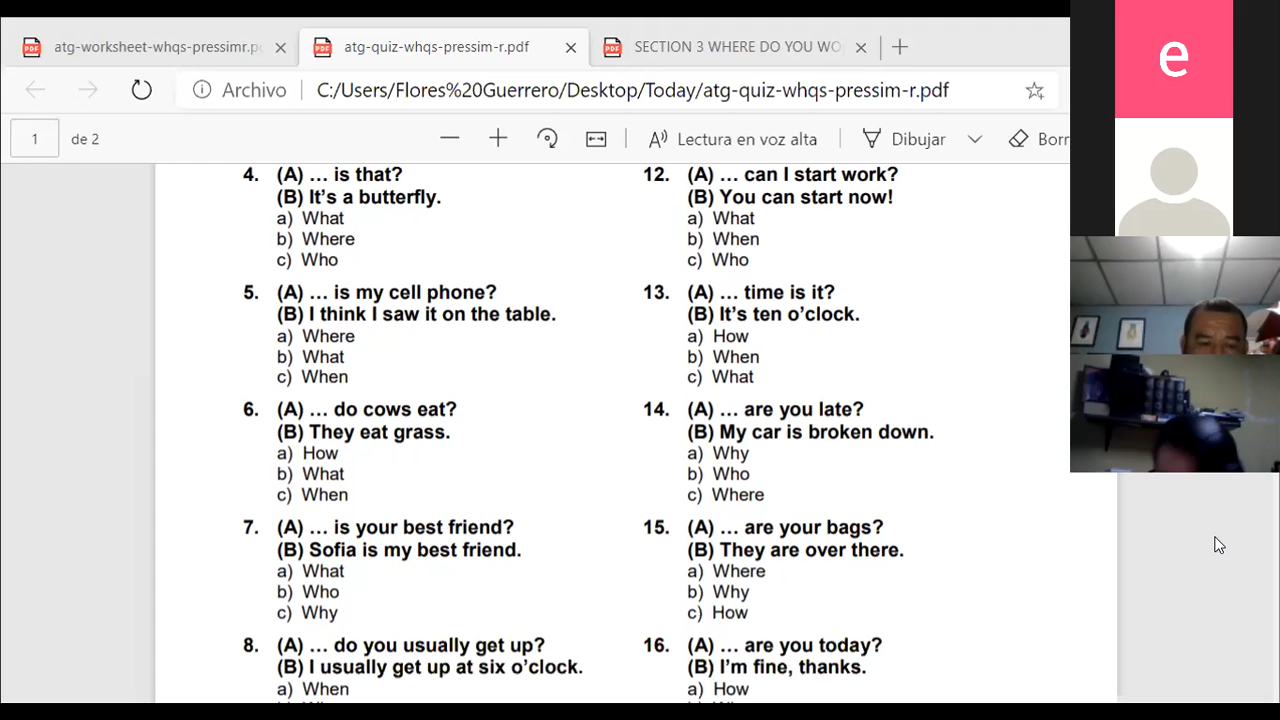 atg-worksheet-whqs-pressimr.p
atg-quiz-whqs-pressim-r.pdf
SECTION 3 WHERE DO YOU WO
Archivo
C:/Users/Flores%20Guerrero/Desktop/Today/atg-quiz-whqs-pressim-r.pdf
1 de 2
Lectura en voz alta
Dibujar
Borr
e
4. (A) … is that?
(B) It’s a butterfly.
a) What
b) Where
c) Who
5. (A) … is my cell phone?
(B) I think I saw it on the table.
a) Where
b) What
c) When
6. (A) … do cows eat?
(B) They eat grass.
a) How
b) What
c) When
7. (A) … is your best friend?
(B) Sofia is my best friend.
a) What
b) Who
c) Why
8. (A) … do you usually get up?
(B) I usually get up at six o’clock.
a) When
12. (A) … can I start work?
(B) You can start now!
a) What
b) When
c) Who
13. (A) … time is it?
(B) It’s ten o’clock.
a) How
b) When
c) What
14. (A) … are you late?
(B) My car is broken down.
a) Why
b) Who
c) Where
15. (A) … are your bags?
(B) They are over there.
a) Where
b) Why
c) How
16. (A) … are you today?
(B) I’m fine, thanks.
a) How